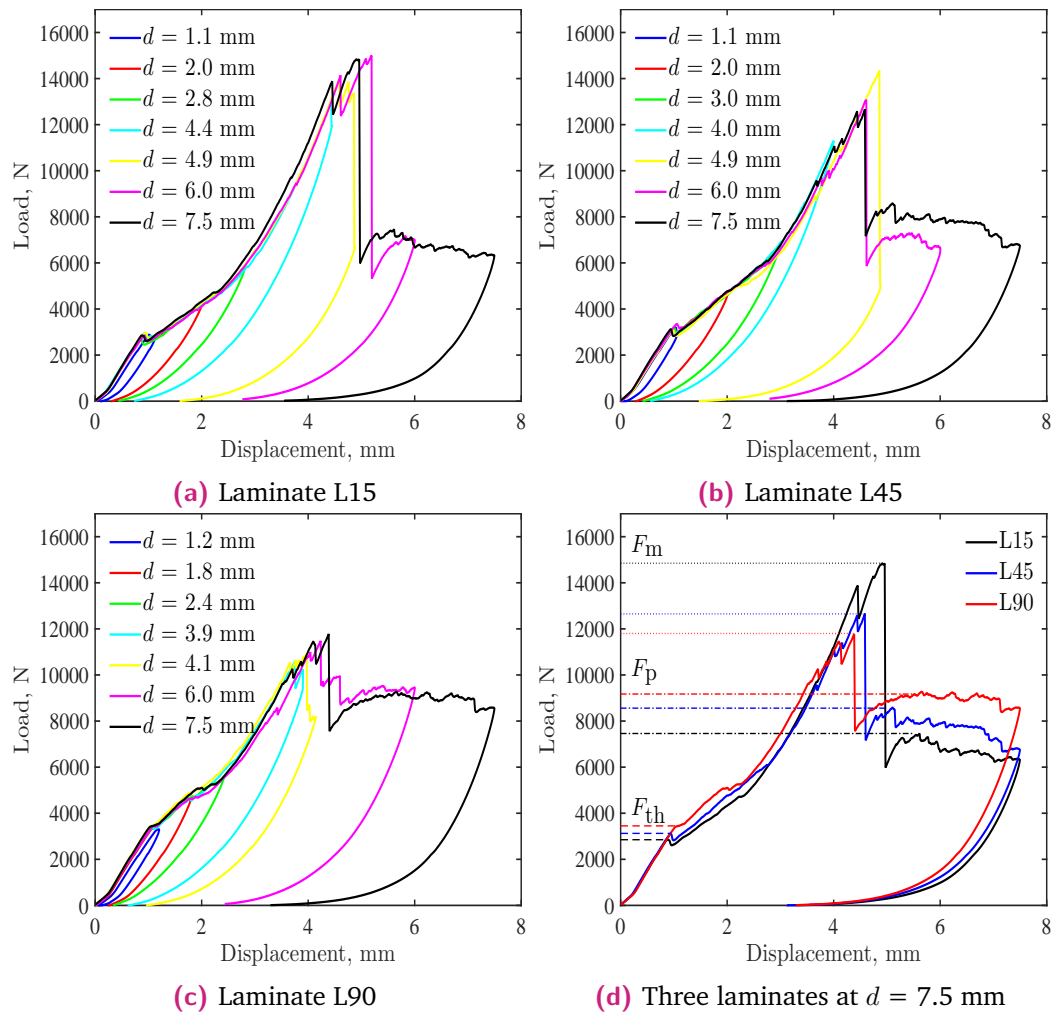 16000
14000
12000
10000
8000
6000
4000
2000
0
Load, N
d = 1.1 mm
d = 2.0 mm
d = 2.8 mm
d = 4.4 mm
d = 4.9 mm
d = 6.0 mm
d = 7.5 mm
0 2 4 6 8
Displacement, mm
(a) Laminate L15
16000
14000
12000
10000
8000
6000
4000
2000
0
Load, N
d = 1.1 mm
d = 2.0 mm
d = 3.0 mm
d = 4.0 mm
d = 4.9 mm
d = 6.0 mm
d = 7.5 mm
0 2 4 6 8
Displacement, mm
(b) Laminate L45
16000
14000
12000
10000
8000
6000
4000
2000
0
Load, N
d = 1.2 mm
d = 1.8 mm
d = 2.4 mm
d = 3.9 mm
d = 4.1 mm
d = 6.0 mm
d = 7.5 mm
0 2 4 6 8
Displacement, mm
(c) Laminate L90
16000
14000
12000
10000
8000
6000
4000
2000
0
Load, N
Fm
Fp
Fth
L15
L45
L90
0 2 4 6 8
Displacement, mm
(d) Three laminates at d = 7.5 mm